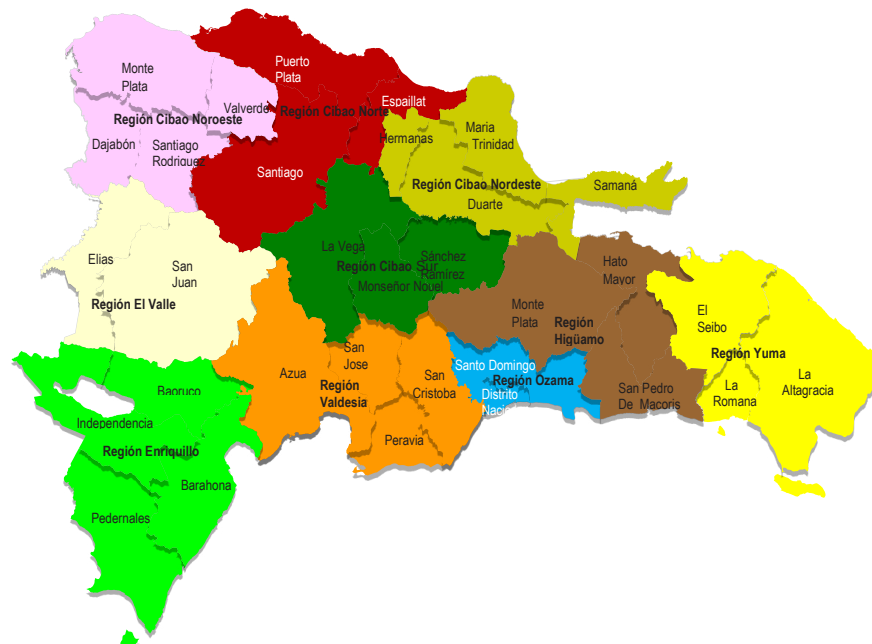 Puerto
Plata
Monte
Plata
Espaillat
Valverde
Región Cibao Norte
Región Cibao Noroeste
Maria
Trinidad
Hermanas
Dajabón
Santiago
Rodriguez
Santiago
Región Cibao Nordeste
Samaná
Duarte
La Vega
Sánchez
Ramírez
Región Cibao Sur
Monseñor Nouel
Elias
San
Juan
Región El Valle
Hato
Mayor
Monte
Plata
Región
Higüamo
El
Seibo
Región Yuma
La
Altagracia
La
Romana
San Pedro
De Macoris
Santo Domingo
Región Ozama
Distrito
San
Jose
Azua
Región
Valdesia
San
Cristoba
Peravia
Baoruco
Independencia
Región Enriquillo
Barahona
Pedernales